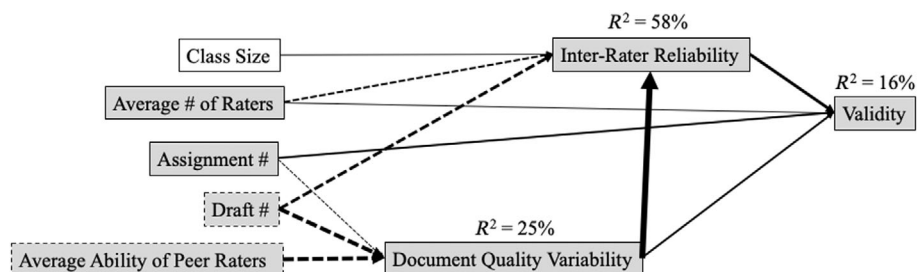 R² = 58%
Class Size
Inter-Rater Reliability
R² = 16%
Average # of Raters
Validity
Assignment #
Draft #
R² = 25%
Average Ability of Peer Raters
Document Quality Variability